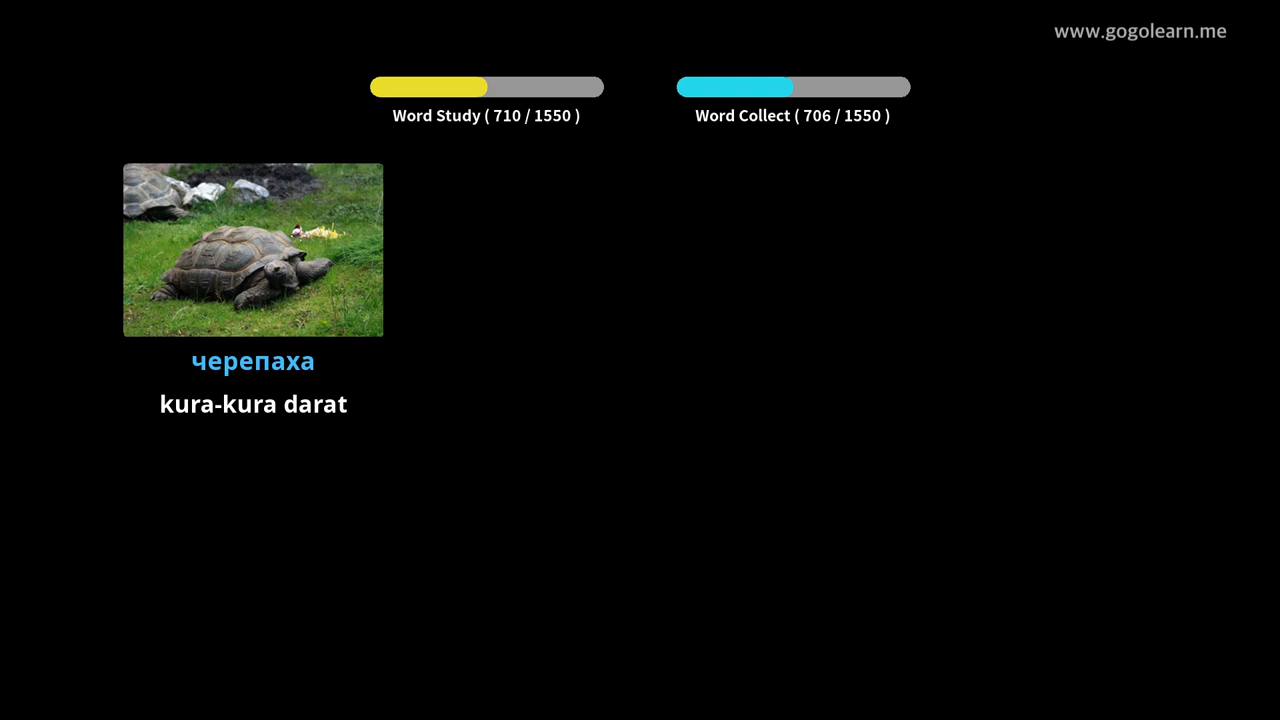 www.gogolearn.me
Word Study ( 710 / 1550 )
Word Collect ( 706 / 1550 )
черепаха
kura-kura darat